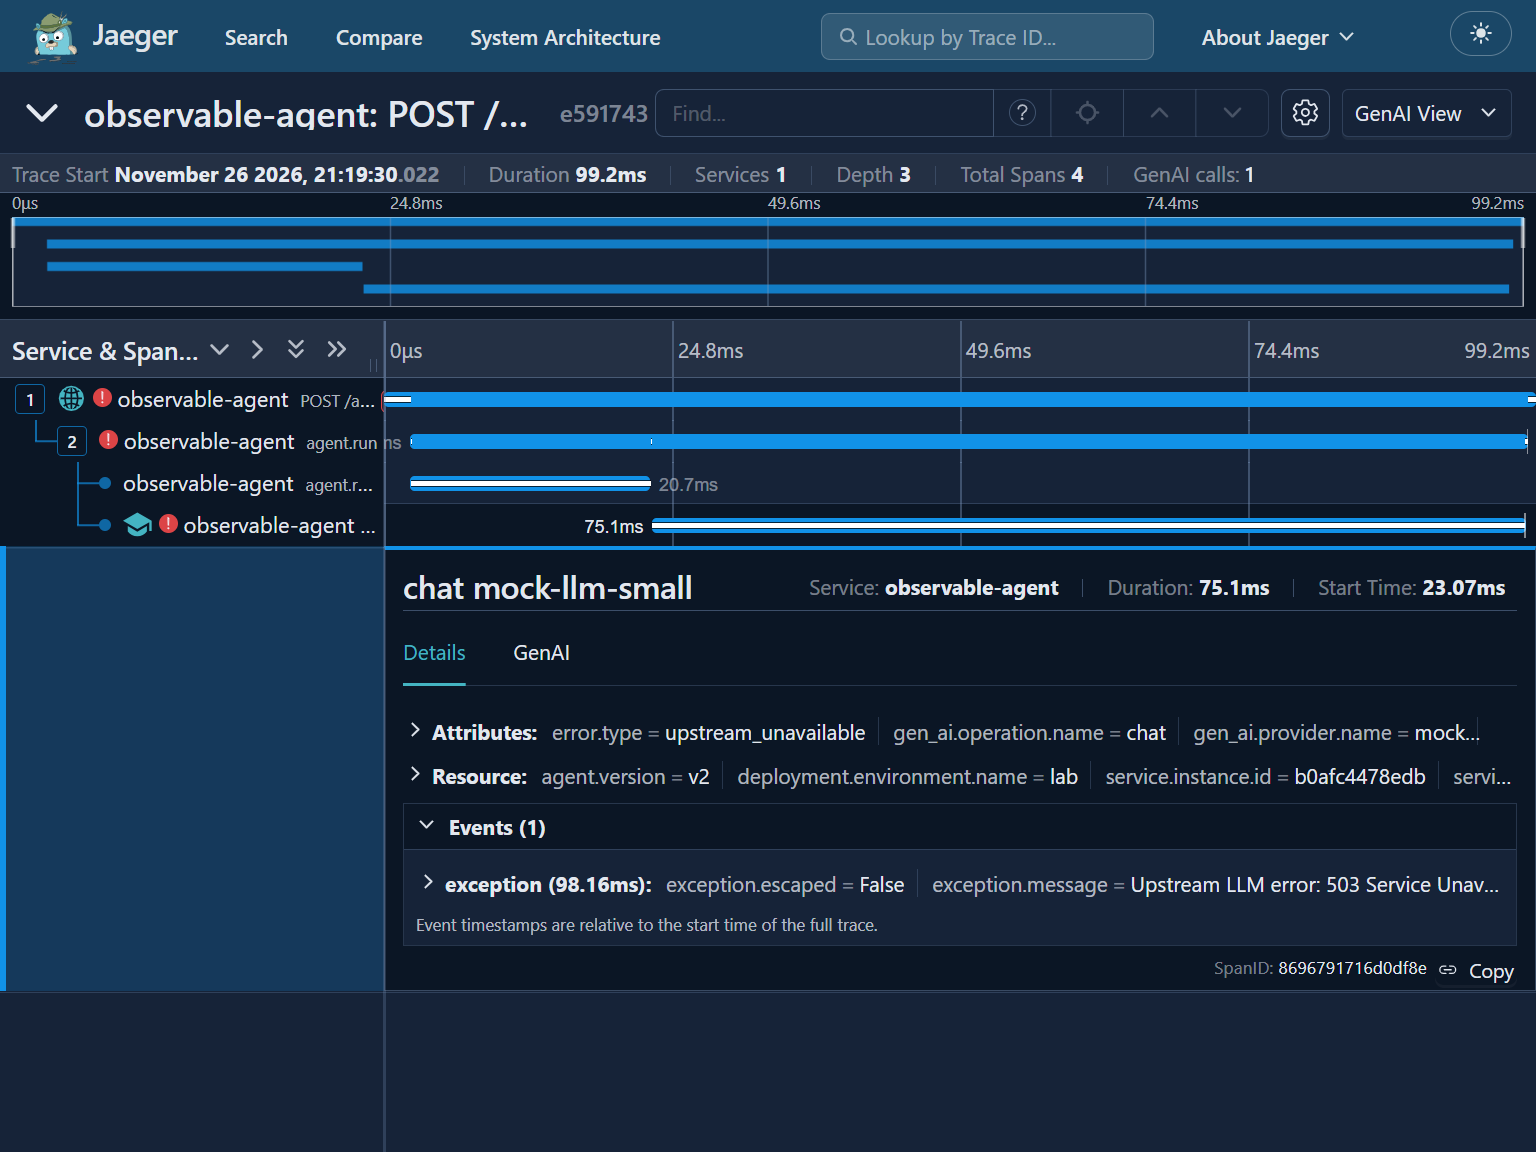 Jaeger Search Compare System Architecture Lookup by Trace ID... About Jaeger
observable-agent: POST /... e591743 Find... ? GenAI View
Trace Start November 26 2026, 21:19:30.022 Duration 99.2ms Services 1 Depth 3 Total Spans 4 GenAI calls: 1
0μs 24.8ms 49.6ms 74.4ms 99.2ms
Service & Span... 0μs 24.8ms 49.6ms 74.4ms 99.2ms
1 ! observable-agent POST /a...
2 ! observable-agent agent.run ms
observable-agent agent.r... 20.7ms
! observable-agent ... 75.1ms
chat mock-llm-small Service: observable-agent Duration: 75.1ms Start Time: 23.07ms
Details GenAI
Attributes: error.type = upstream_unavailable gen_ai.operation.name = chat gen_ai.provider.name = mock...
Resource: agent.version = v2 deployment.environment.name = lab service.instance.id = b0afc4478edb servi...
Events (1)
exception (98.16ms): exception.escaped = False exception.message = Upstream LLM error: 503 Service Unav...
Event timestamps are relative to the start time of the full trace.
SpanID: 8696791716d0df8e Copy